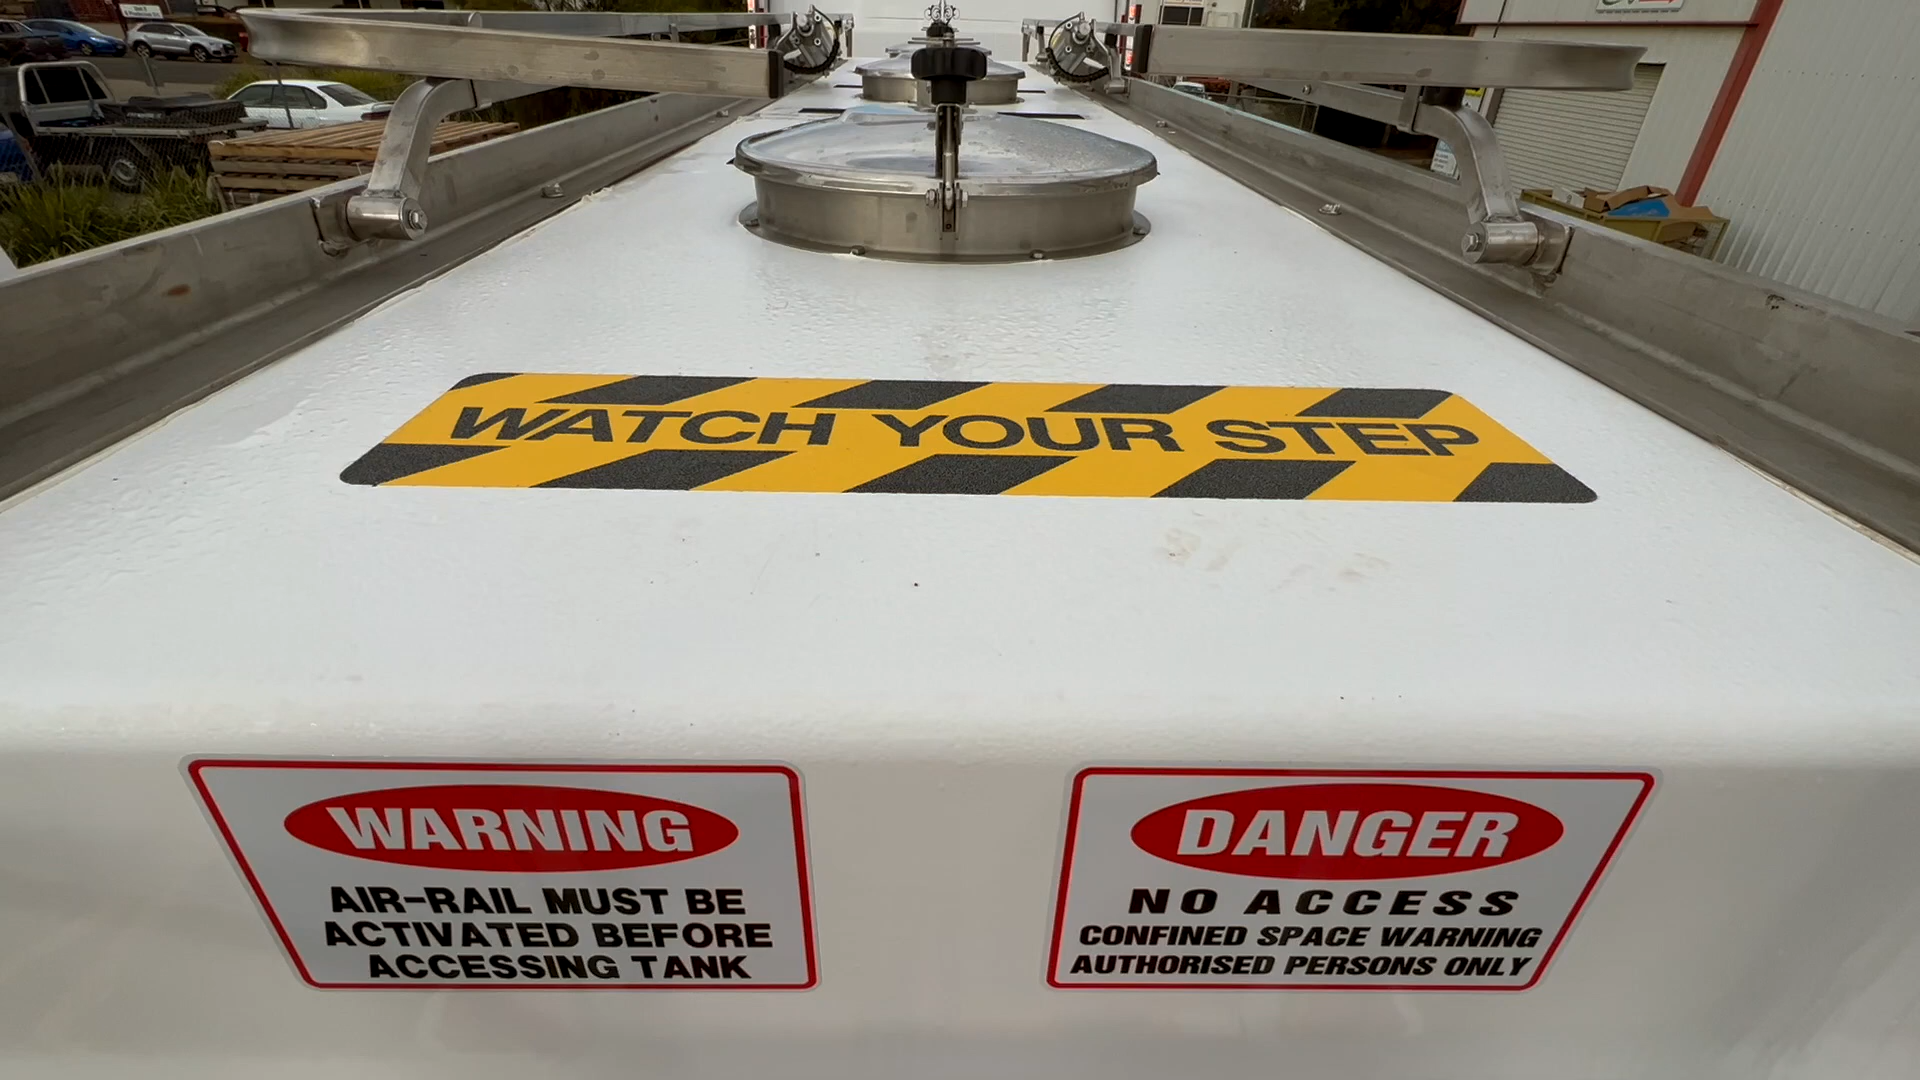 WATCH YOUR STEP
WARNING
AIR-RAIL MUST BE
ACTIVATED BEFORE
ACCESSING TANK
DANGER
NO ACCESS
CONFINED SPACE WARNING
AUTHORISED PERSONS ONLY